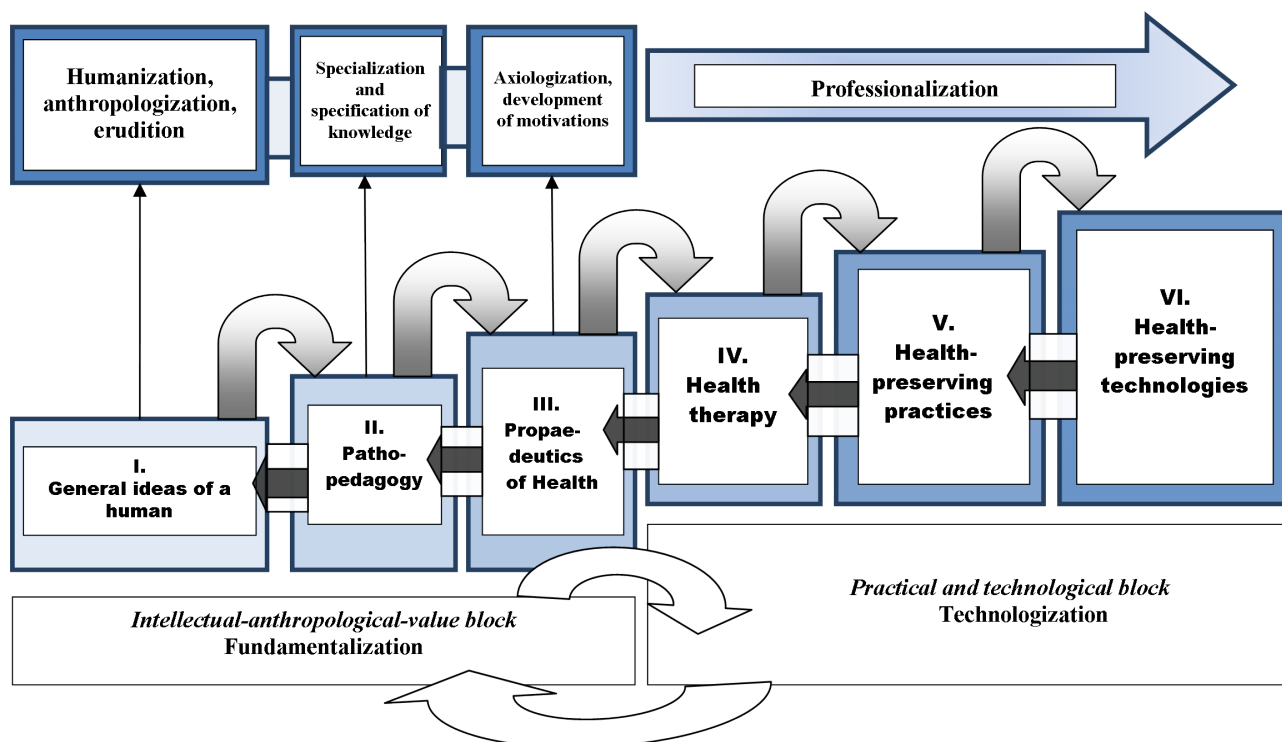 Humanization,
anthropologization,
erudition
Specialization
and
specification of
knowledge
Axiologization,
development
of motivations
Professionalization
I.
General ideas of a
human
II.
Patho-
pedagogy
III.
Propae-
deutics
of Health
IV.
Health
therapy
V.
Health-
preserving
practices
VI.
Health-
preserving
technologies
Intellectual-anthropological-value block
Fundamentalization
Practical and technological block
Technologization